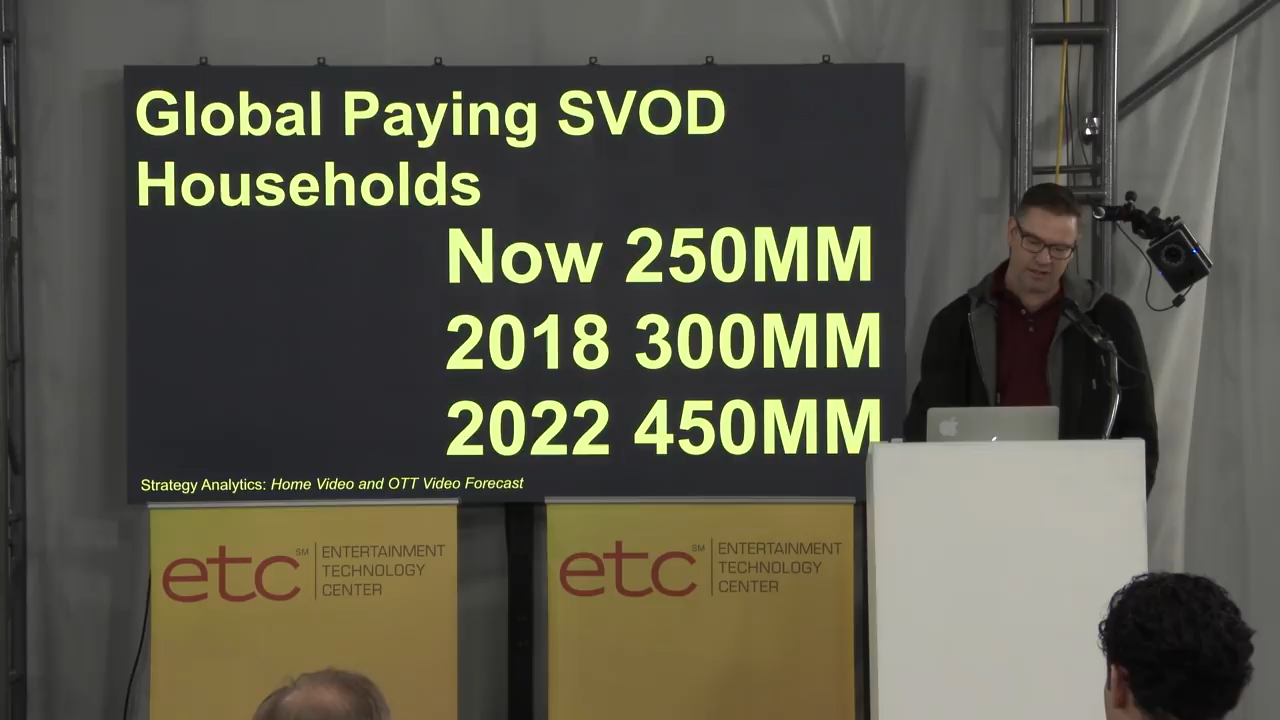 Global Paying SVOD
Households
Now 250MM
2018 300MM
2022 450MM
Strategy Analytics: Home Video and OTT Video Forecast
etc SM ENTERTAINMENT
TECHNOLOGY
CENTER
etc SM ENTERTAINMENT
TECHNOLOGY
CENTER